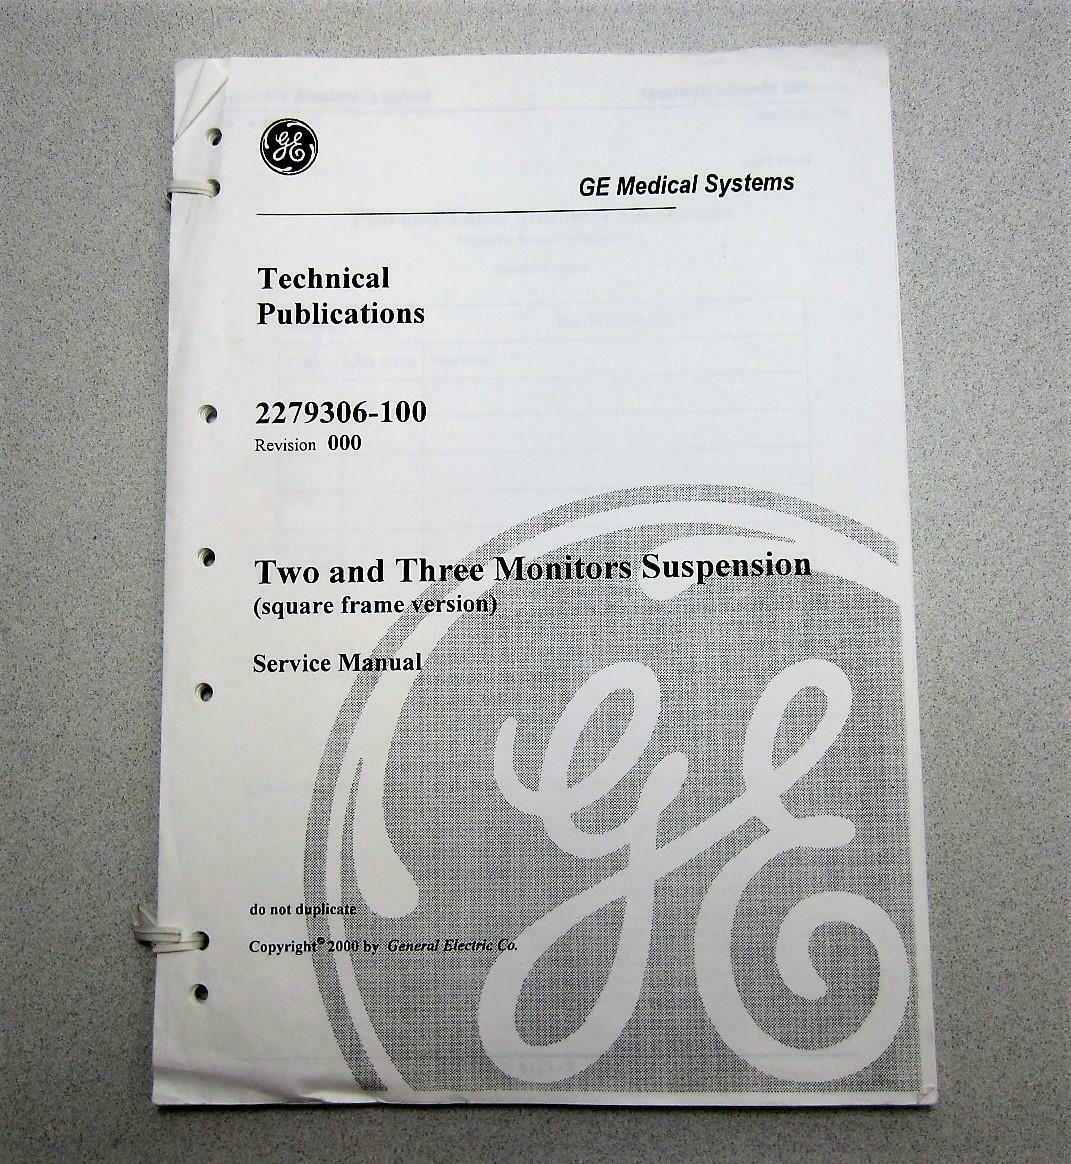 GE
GE Medical Systems
Technical
Publications
2279306-100
Revision 000
Two and Three Monitors Suspension
(square frame version)
Service Manual
do not duplicate
Copyright© 2000 by General Electric Co.
GE